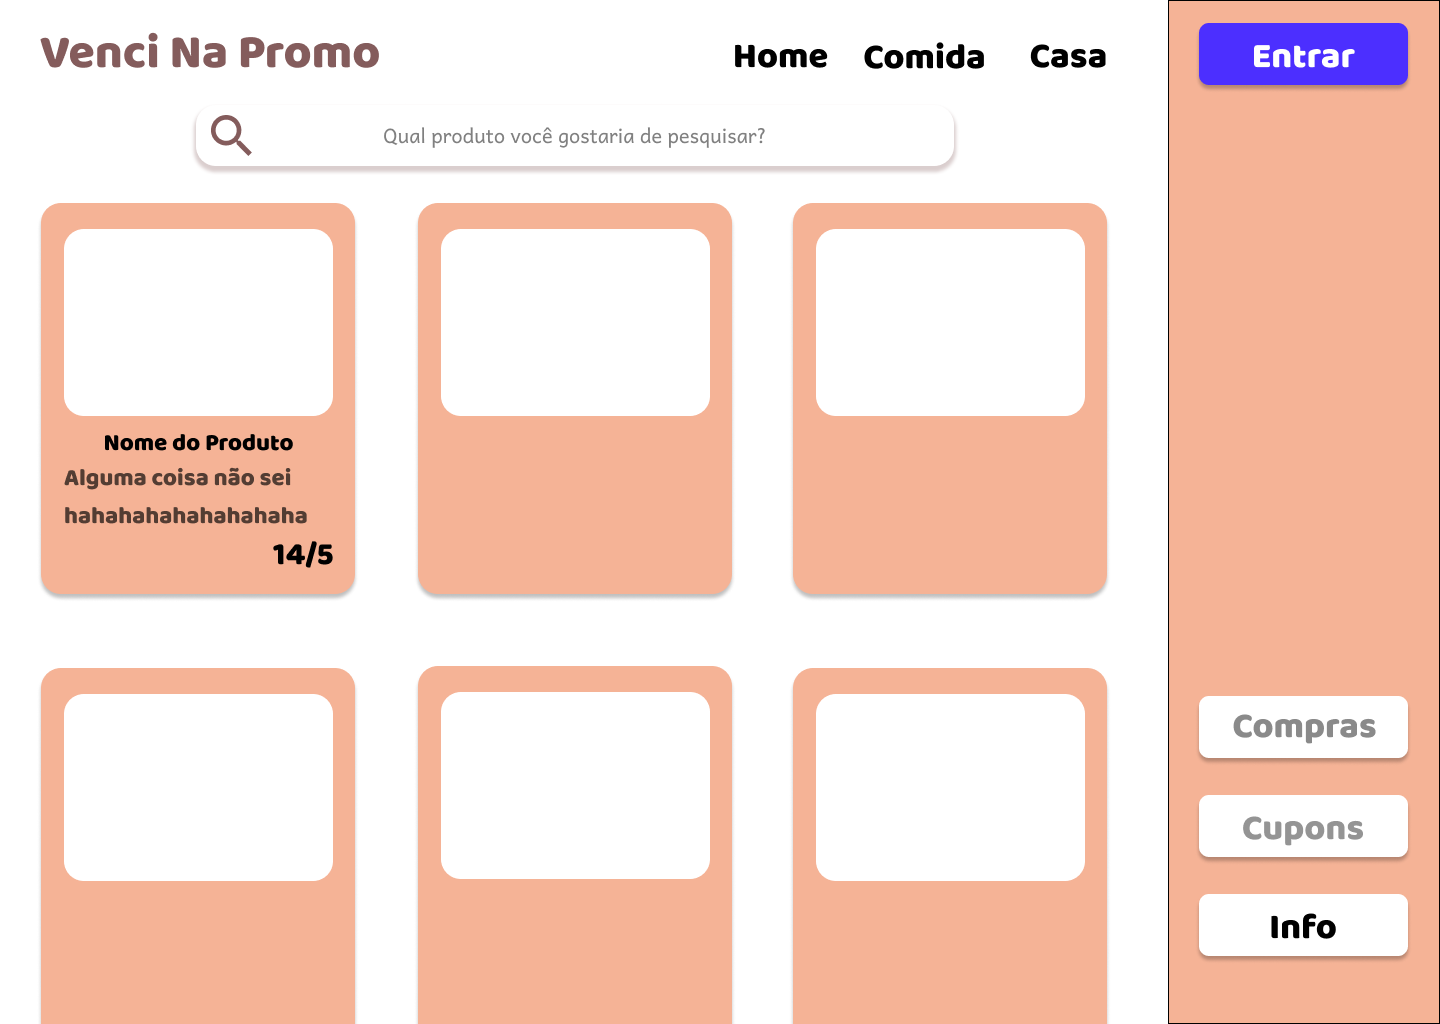 Venci Na Promo
Home
Comida
Casa
Entrar
Qual produto você gostaria de pesquisar?
Nome do Produto
Alguma coisa não sei
hahahahahahahahaha
14/5
Compras
Cupons
Info